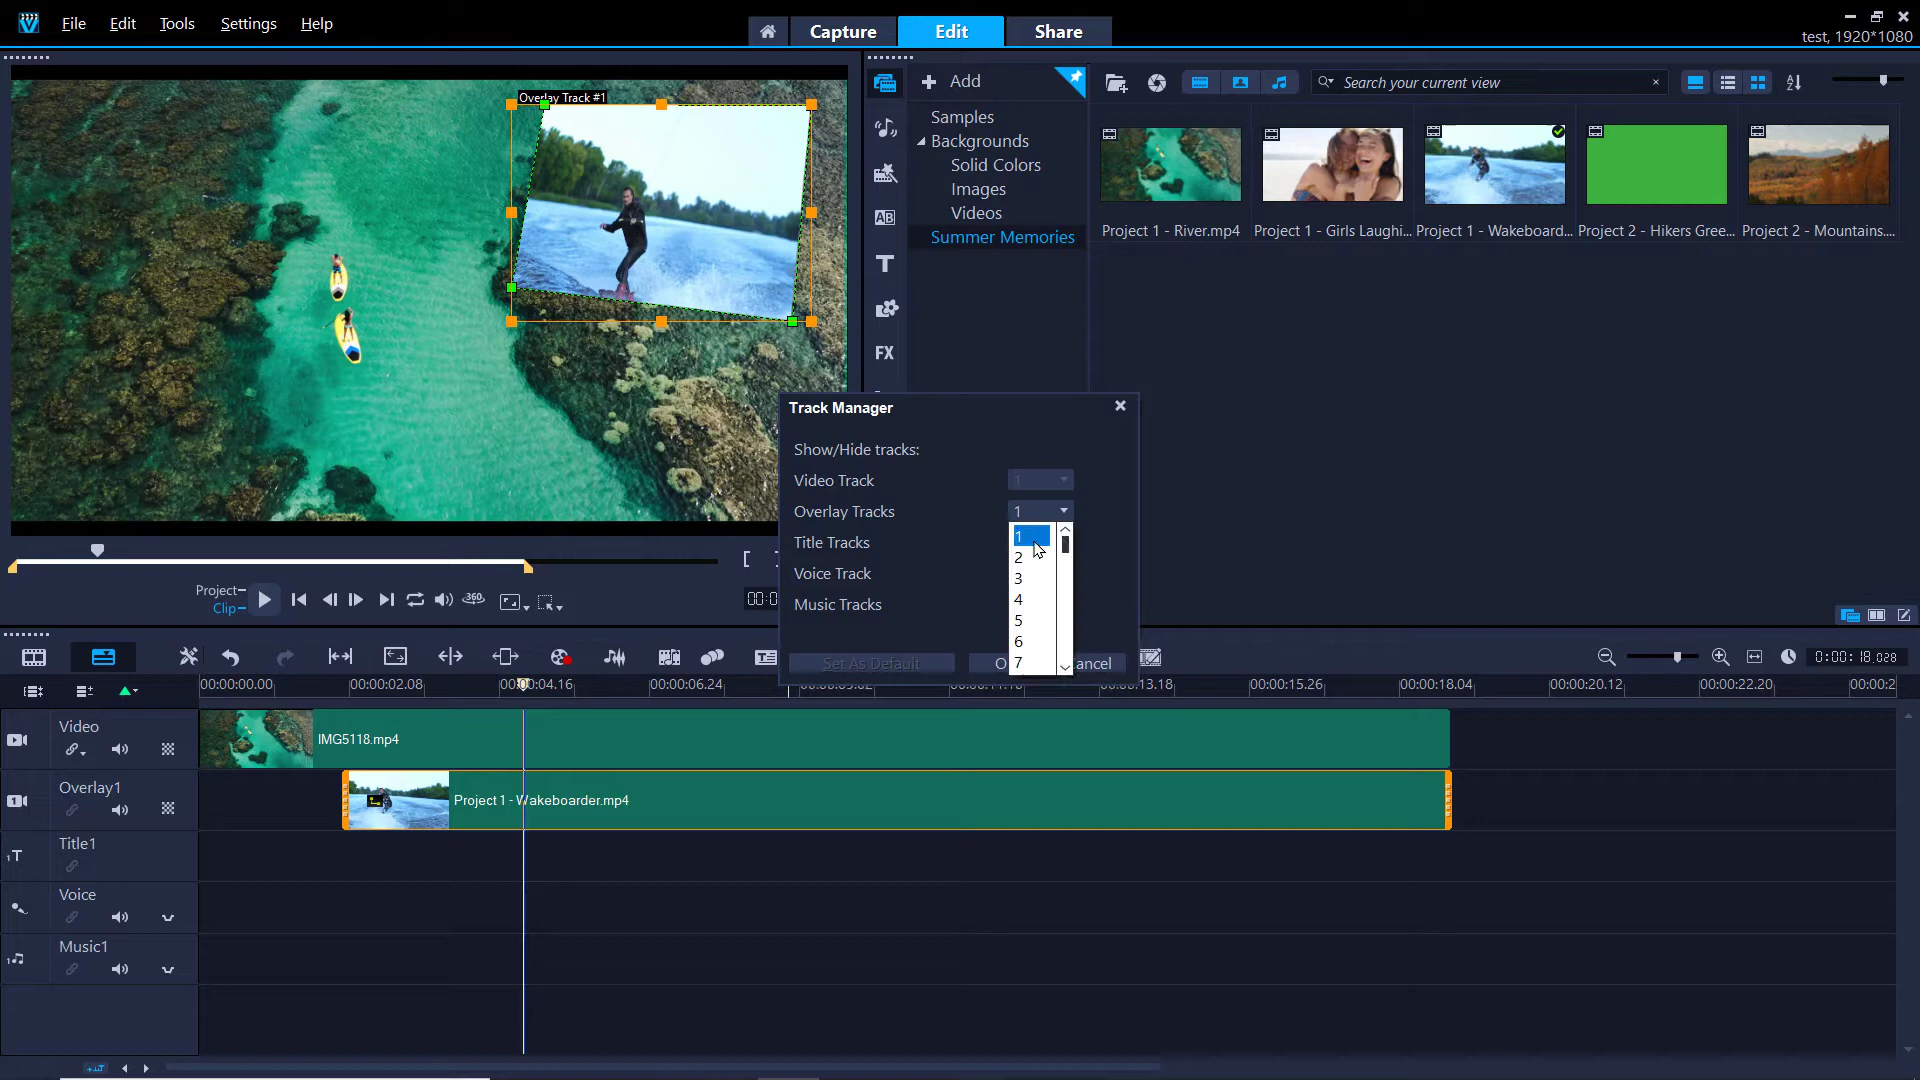 File Edit Tools Settings Help
Capture Edit Share
test, 1920*1080
Overlay Track #1
Add
Samples
Backgrounds
Solid Colors
Images
Videos
Summer Memories
AB
T
FX
Search your current view
Project 1 - River.mp4
Project 1 - Girls Laughi...
Project 1 - Wakeboard...
Project 2 - Hikers Gree...
Project 2 - Mountains....
Track Manager
Show/Hide tracks:
Video Track 1
Overlay Tracks 1
Title Tracks
Voice Track
Music Tracks
1
2
3
4
5
6
7
Set As Default
Project
Clip
360
0:00:18.028
00:00:00.00 00:00:02.08 00:00:04.16 00:00:06.24 00:00:13.18 00:00:15.26 00:00:18.04 00:00:20.12 00:00:22.20
Video
IMG5118.mp4
Overlay1
Project 1 - Wakeboarder.mp4
Title1
Voice
Music1